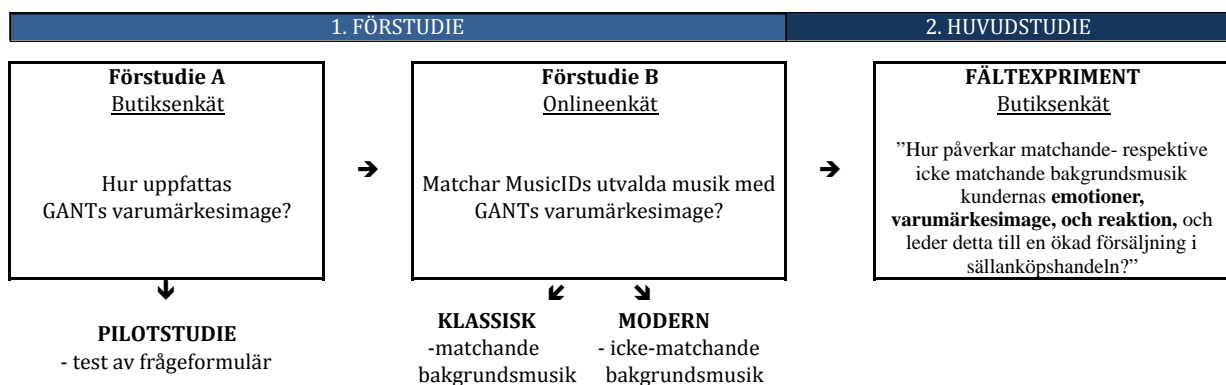 1. FÖRSTUDIE
2. HUVUDSTUDIE
Förstudie A
Butiksenkät
Hur uppfattas
GANTs varumärkesimage?
Förstudie B
Onlineenkät
Matchar MusicIDs utvalda musik med
GANTs varumärkesimage?
FÄLTEXPRIMENT
Butiksenkät
”Hur påverkar matchande- respektive
icke matchande bakgrundsmusik
kundernas emotioner,
varumärkesimage, och reaktion, och
leder detta till en ökad försäljning i
sällanköpshandeln?”
PILOTSTUDIE
- test av frågeformulär
KLASSISK
-matchande
bakgrundsmusik
MODERN
- icke-matchande
bakgrundsmusik